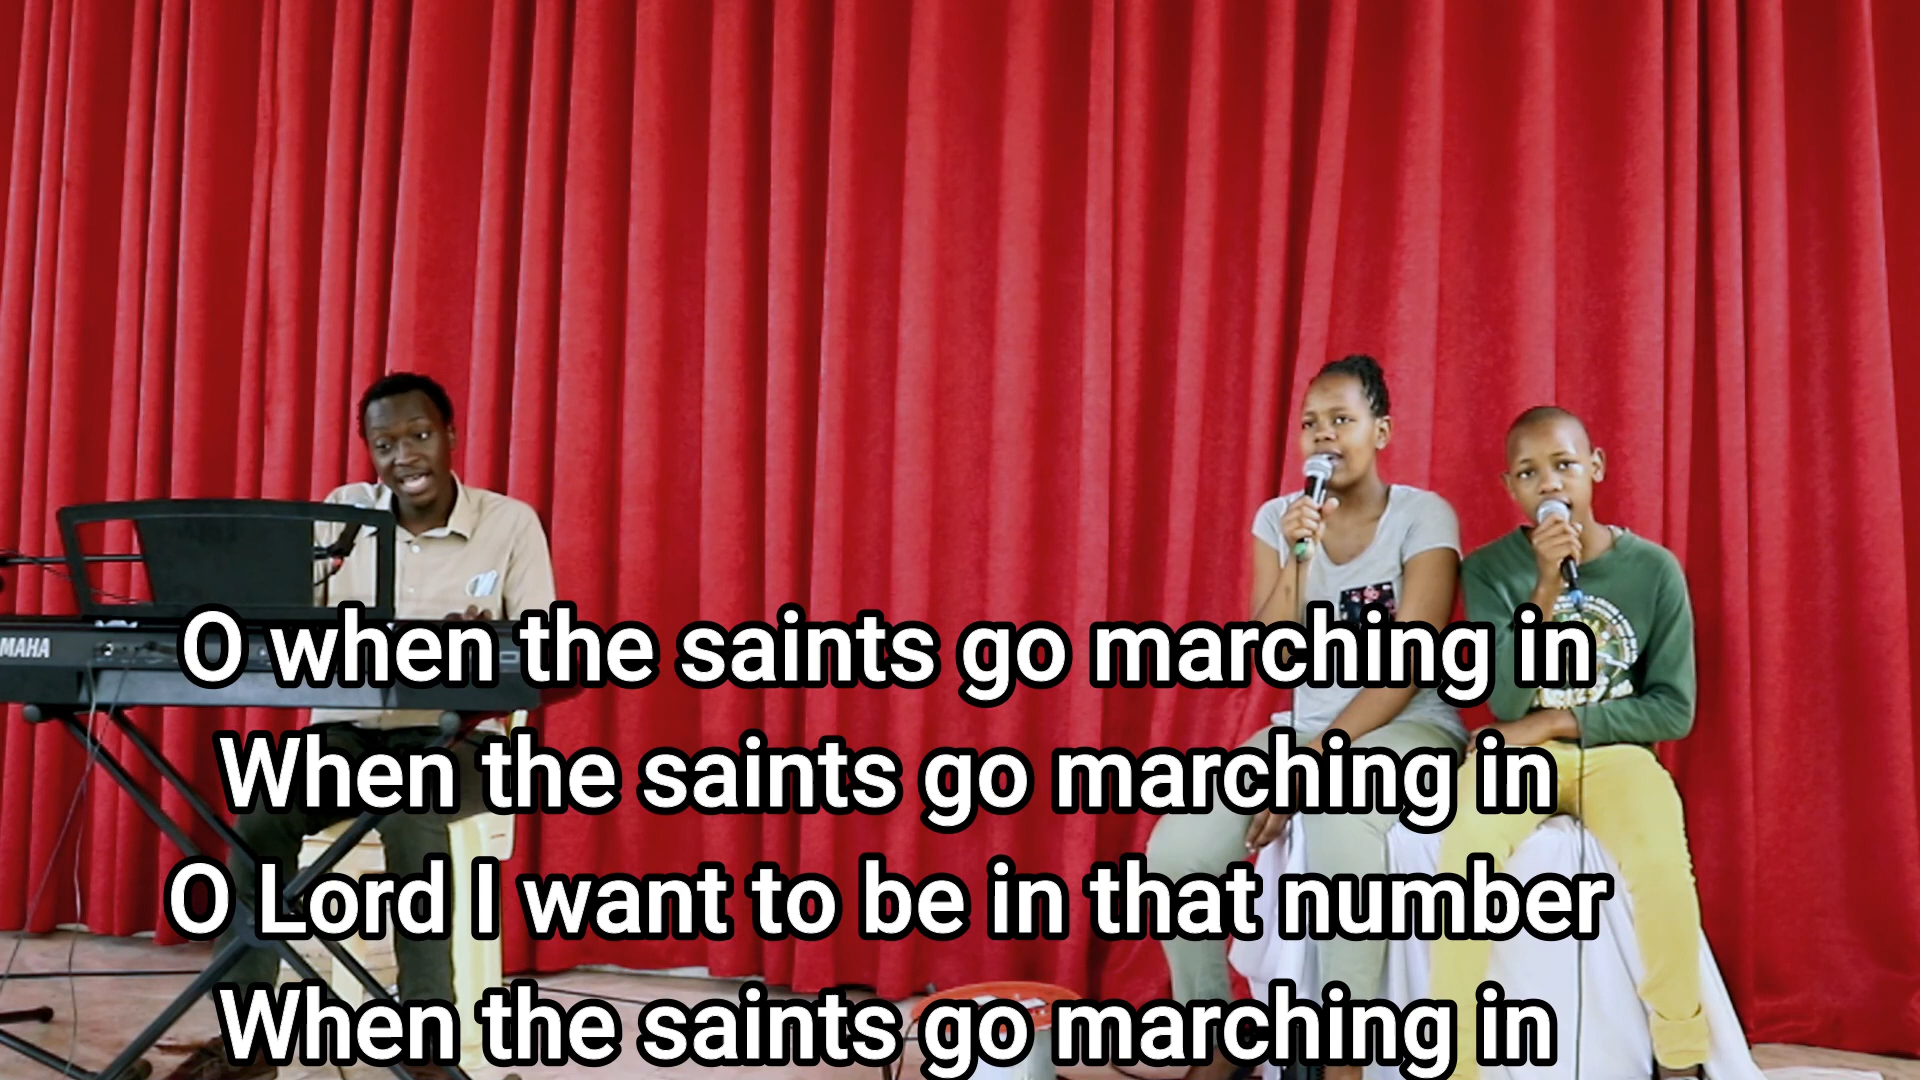 MAHA
O when the saints go marching in
When the saints go marching in
O Lord I want to be in that number
When the saints go marching in